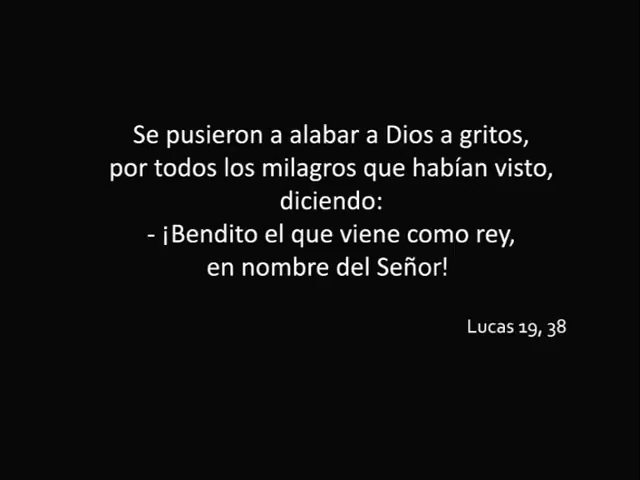 Se pusieron a alabar a Dios a gritos,
por todos los milagros que habían visto,
diciendo:
- ¡Bendito el que viene como rey,
en nombre del Señor!
Lucas 19, 38